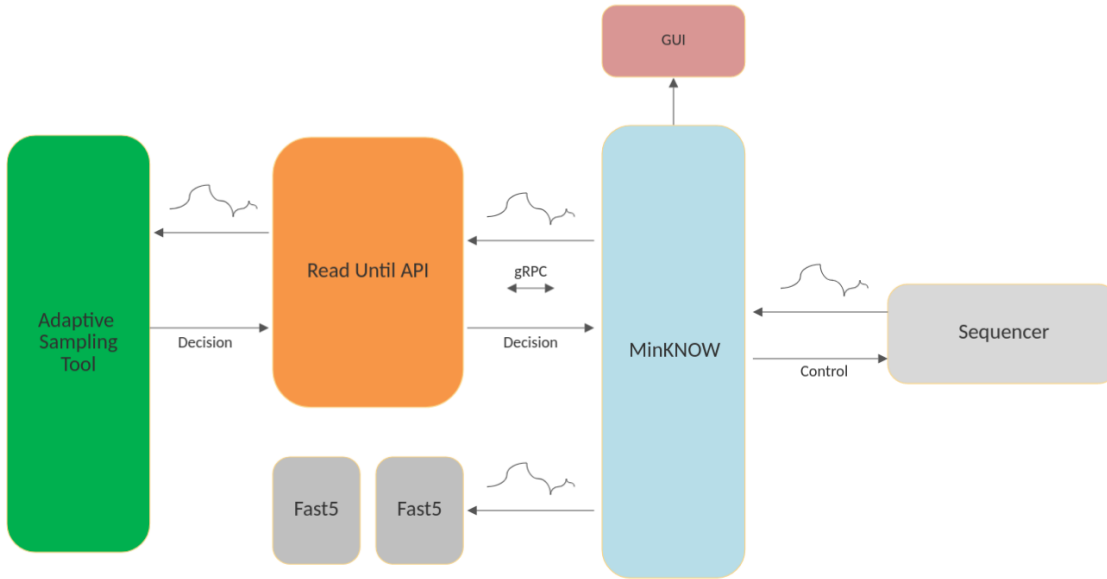 GUI
Read Until API
gRPC
Adaptive
Sampling
Tool
Decision
Decision
MinKNOW
Sequencer
Control
Fast5
Fast5